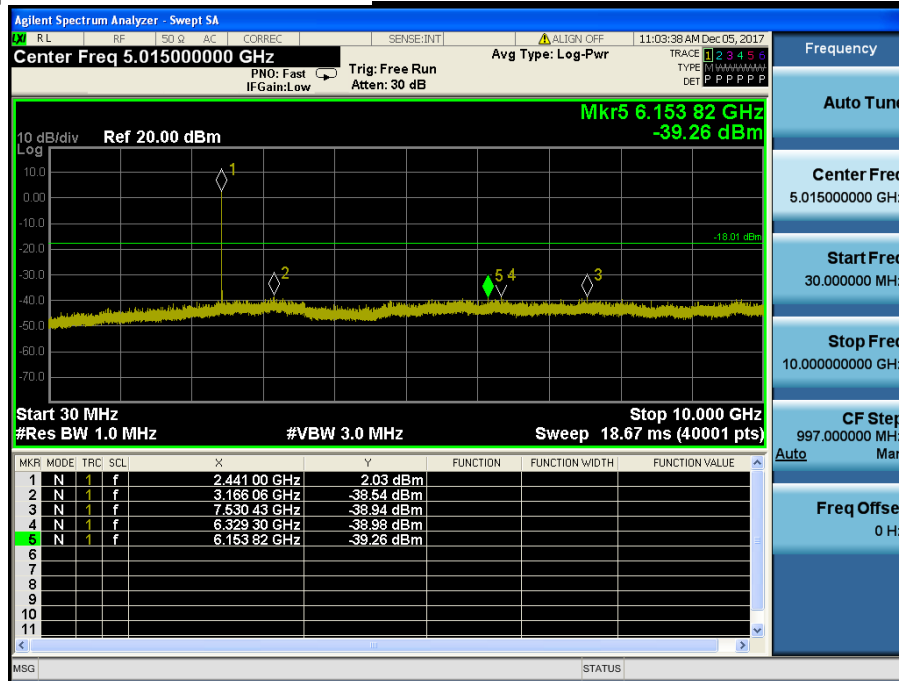 Agilent Spectrum Analyzer - Swept SA
LXI RL RF 50 Ω AC CORREC SENSE:INT ALIGN OFF 11:03:38 AM Dec 05, 2017
Center Freq 5.015000000 GHz
PNO: Fast
IFGain:Low
Trig: Free Run
Atten: 30 dB
Avg Type: Log-Pwr
TRACE 1 2 3 4 5 6
TYPE M WWWWW
DET P P P P P P
Mkr5 6.153 82 GHz
-39.26 dBm
10 dB/div Ref 20.00 dBm
Log
10.0
0.00
-10.0
-20.0
-30.0
-40.0
-50.0
-60.0
-70.0
1
2
5 4
3
-18.01 dBm
Start 30 MHz Stop 10.000 GHz
#Res BW 1.0 MHz #VBW 3.0 MHz Sweep 18.67 ms (40001 pts)
MKR MODE TRC SCL X Y FUNCTION FUNCTION WIDTH FUNCTION VALUE
1 N 1 f 2.441 00 GHz 2.03 dBm
2 N 1 f 3.166 06 GHz -38.54 dBm
3 N 1 f 7.530 43 GHz -38.94 dBm
4 N 1 f 6.329 30 GHz -38.98 dBm
5 N 1 f 6.153 82 GHz -39.26 dBm
6
7
8
9
10
11
MSG STATUS
Frequency
Auto Tune
Center Freq
5.015000000 GHz
Start Freq
30.000000 MHz
Stop Freq
10.000000000 GHz
CF Step
997.000000 MHz
Auto Man
Freq Offset
0 Hz